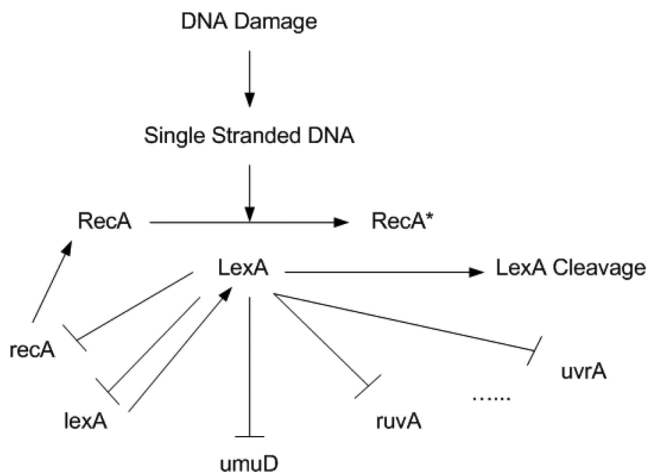 DNA Damage
Single Stranded DNA
RecA
RecA*
LexA
LexA Cleavage
recA
uvrA
lexA
ruvA
......
umuD